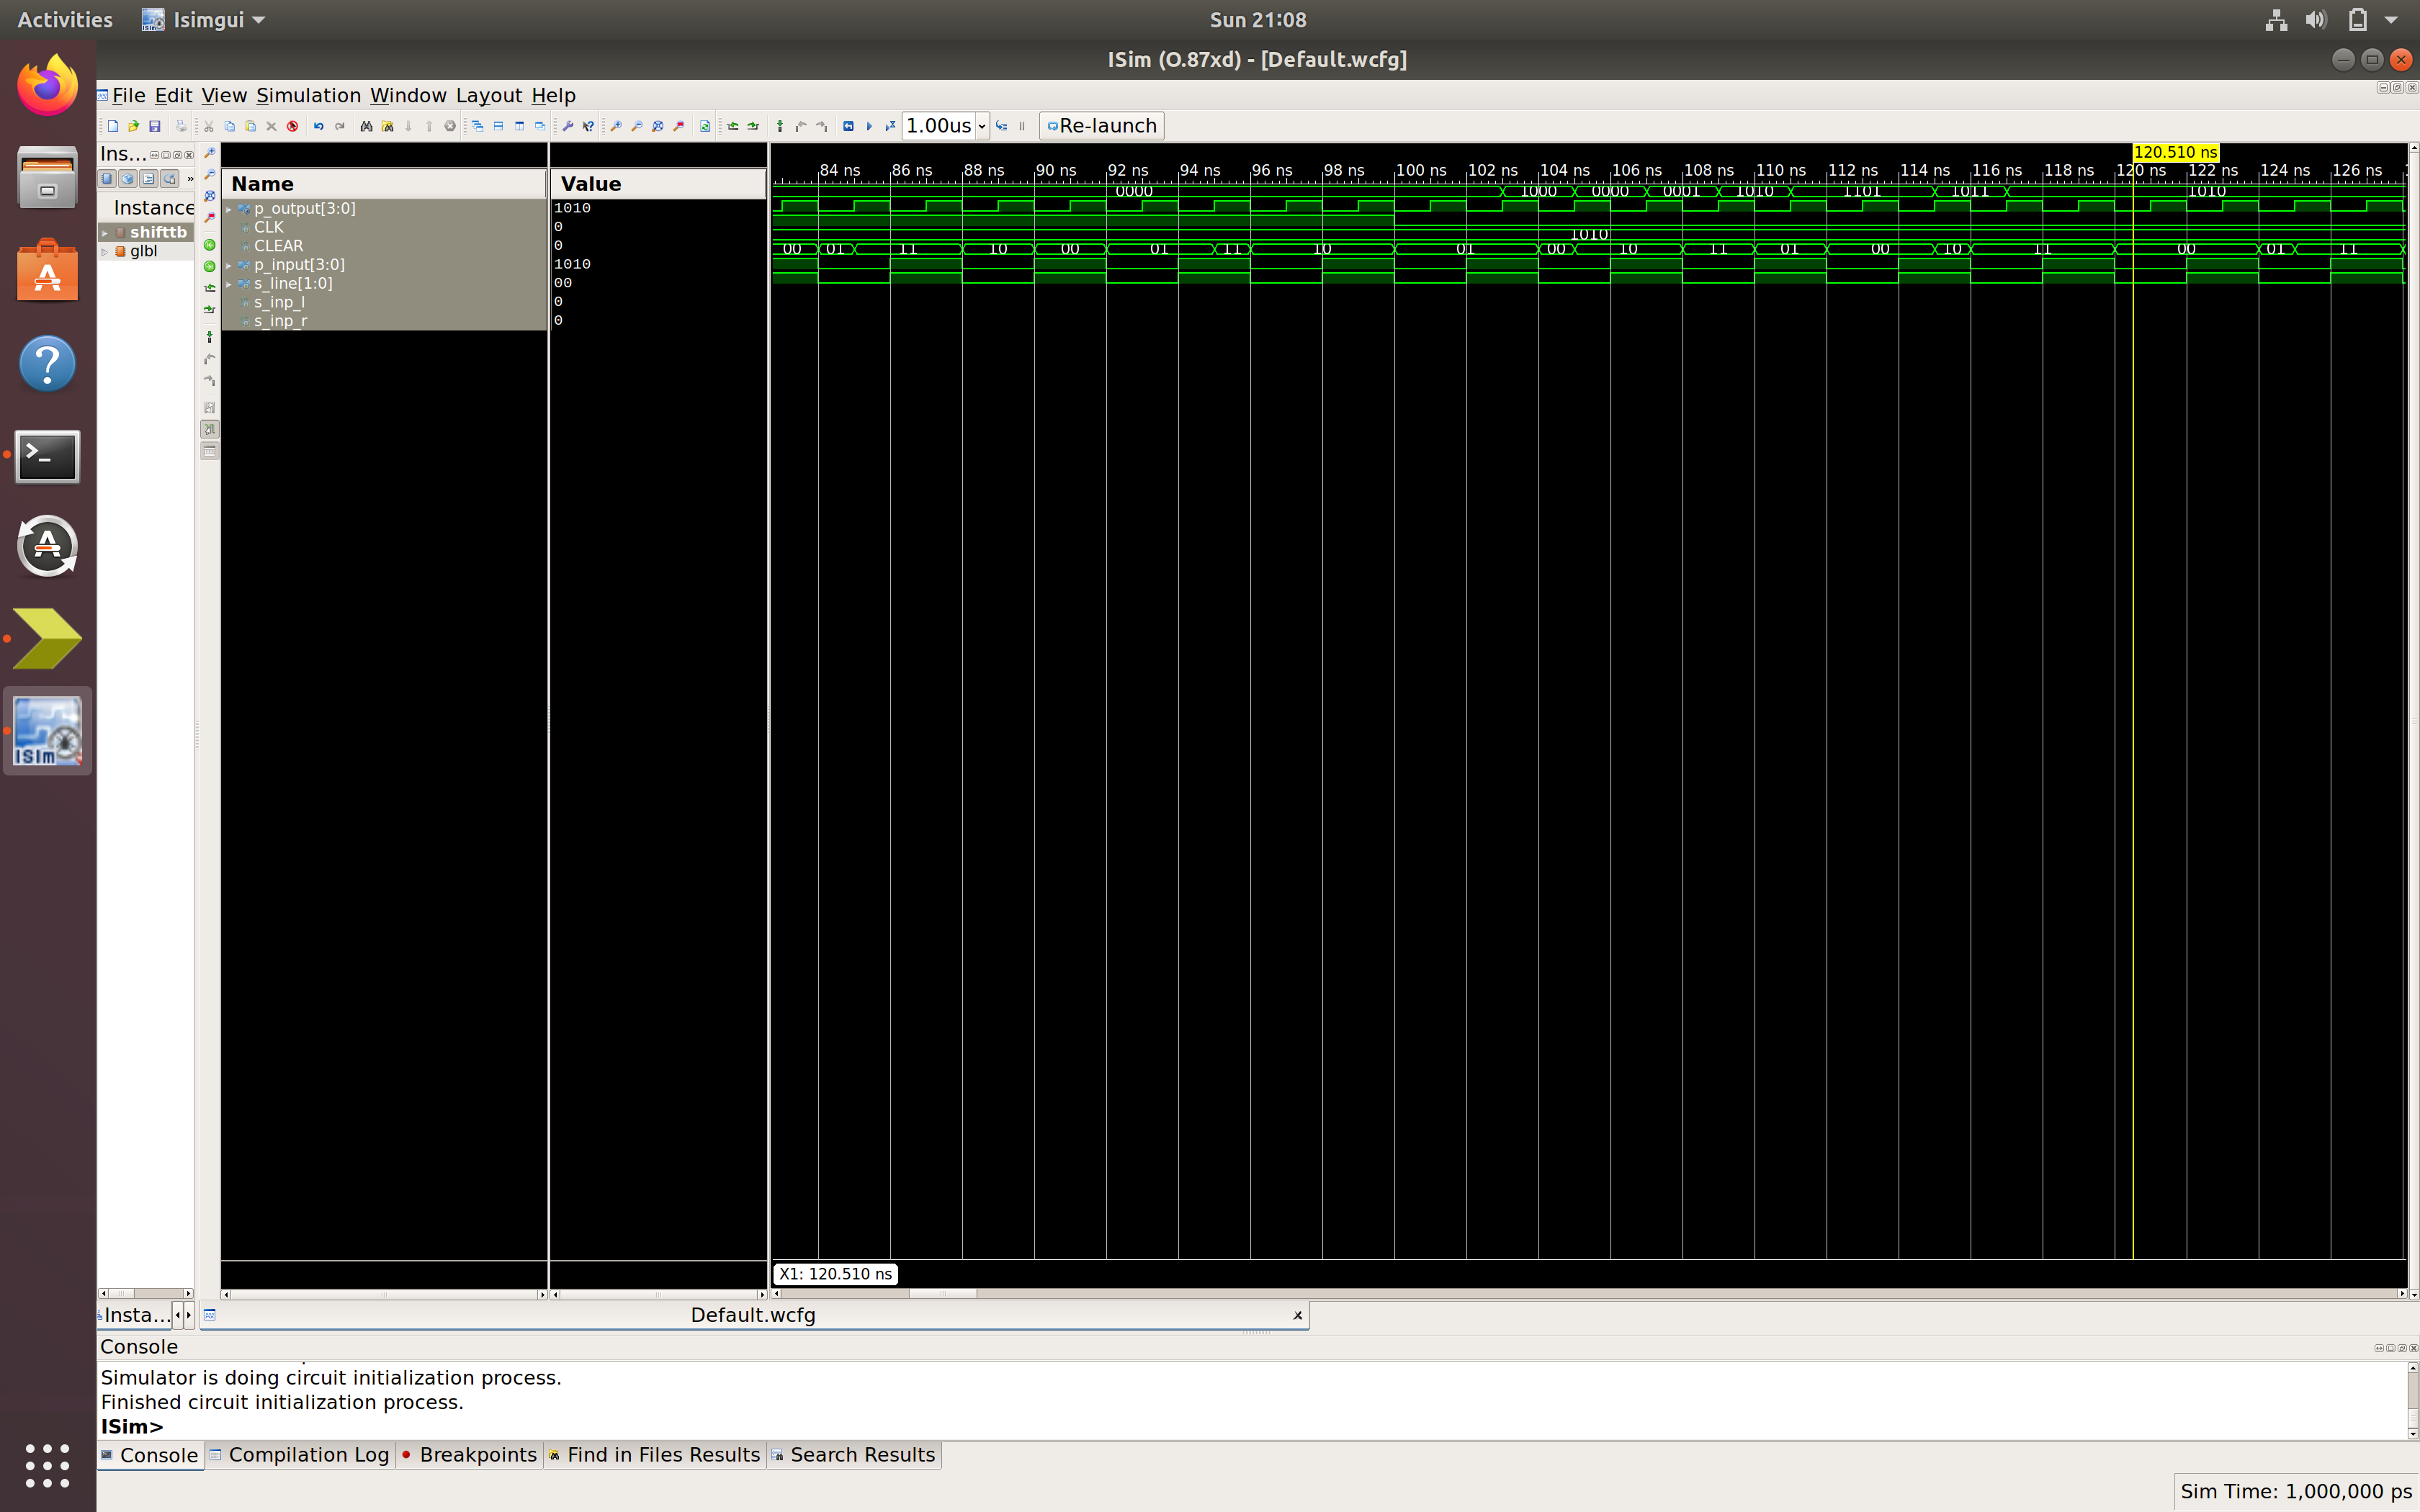 Activities Isimgui Sun 21:08
ISim (O.87xd) - [Default.wcfg]
File Edit View Simulation Window Layout Help
1.00us Re-launch
Ins...
Instance
shifttb
glbl
Name Value
p_output[3:0] 1010
CLK 0
CLEAR 0
p_input[3:0] 1010
s_line[1:0] 00
s_inp_l 0
s_inp_r 0
120.510 ns
84 ns 86 ns 88 ns 90 ns 92 ns 94 ns 96 ns 98 ns 100 ns 102 ns 104 ns 106 ns 108 ns 110 ns 112 ns 114 ns 116 ns 118 ns 120 ns 122 ns 124 ns 126 ns
0000 1000 0000 0001 1010 1101 1011 1010
1010
00 01 11 10 00 01 11 10 01 00 10 11 01 00 10 11 00 01 11
X1: 120.510 ns
Insta... Default.wcfg
Console
Simulator is doing circuit initialization process.
Finished circuit initialization process.
ISim>
Console Compilation Log Breakpoints Find in Files Results Search Results
Sim Time: 1,000,000 ps
ISim